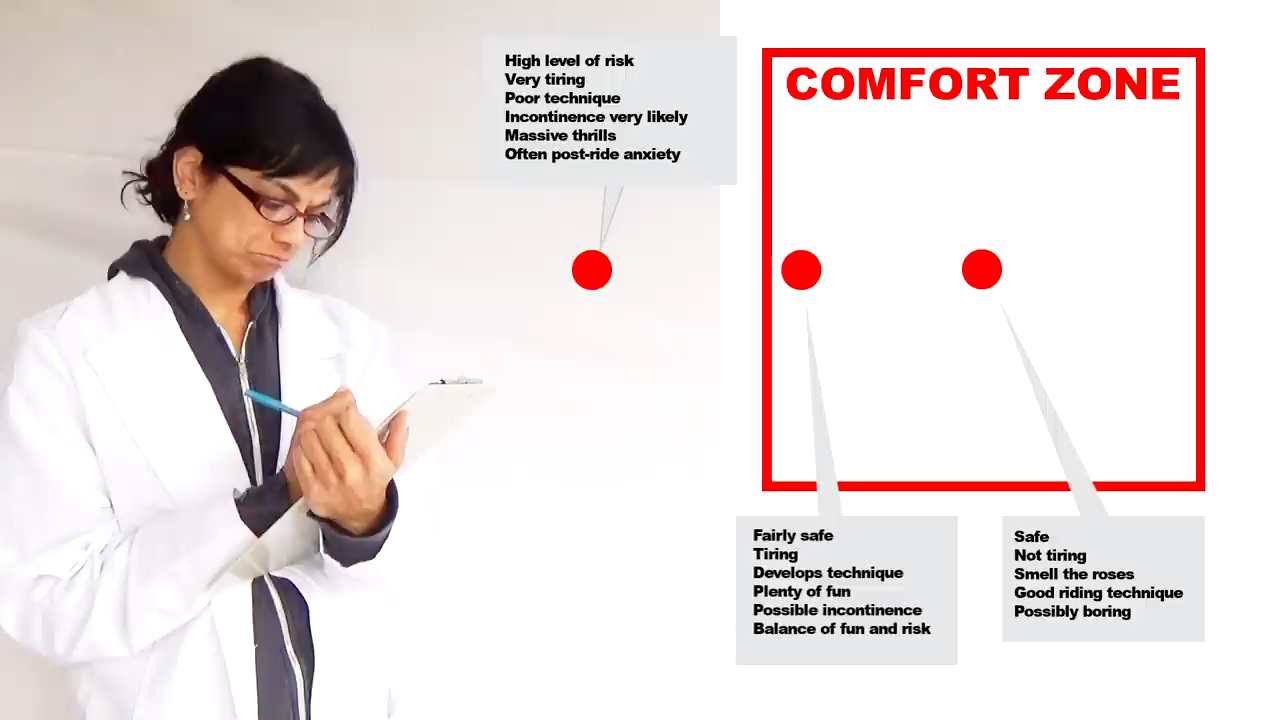 High level of risk
Very tiring
Poor technique
Incontinence very likely
Massive thrills
Often post-ride anxiety
COMFORT ZONE
Fairly safe
Tiring
Develops technique
Plenty of fun
Possible incontinence
Balance of fun and risk
Safe
Not tiring
Smell the roses
Good riding technique
Possibly boring